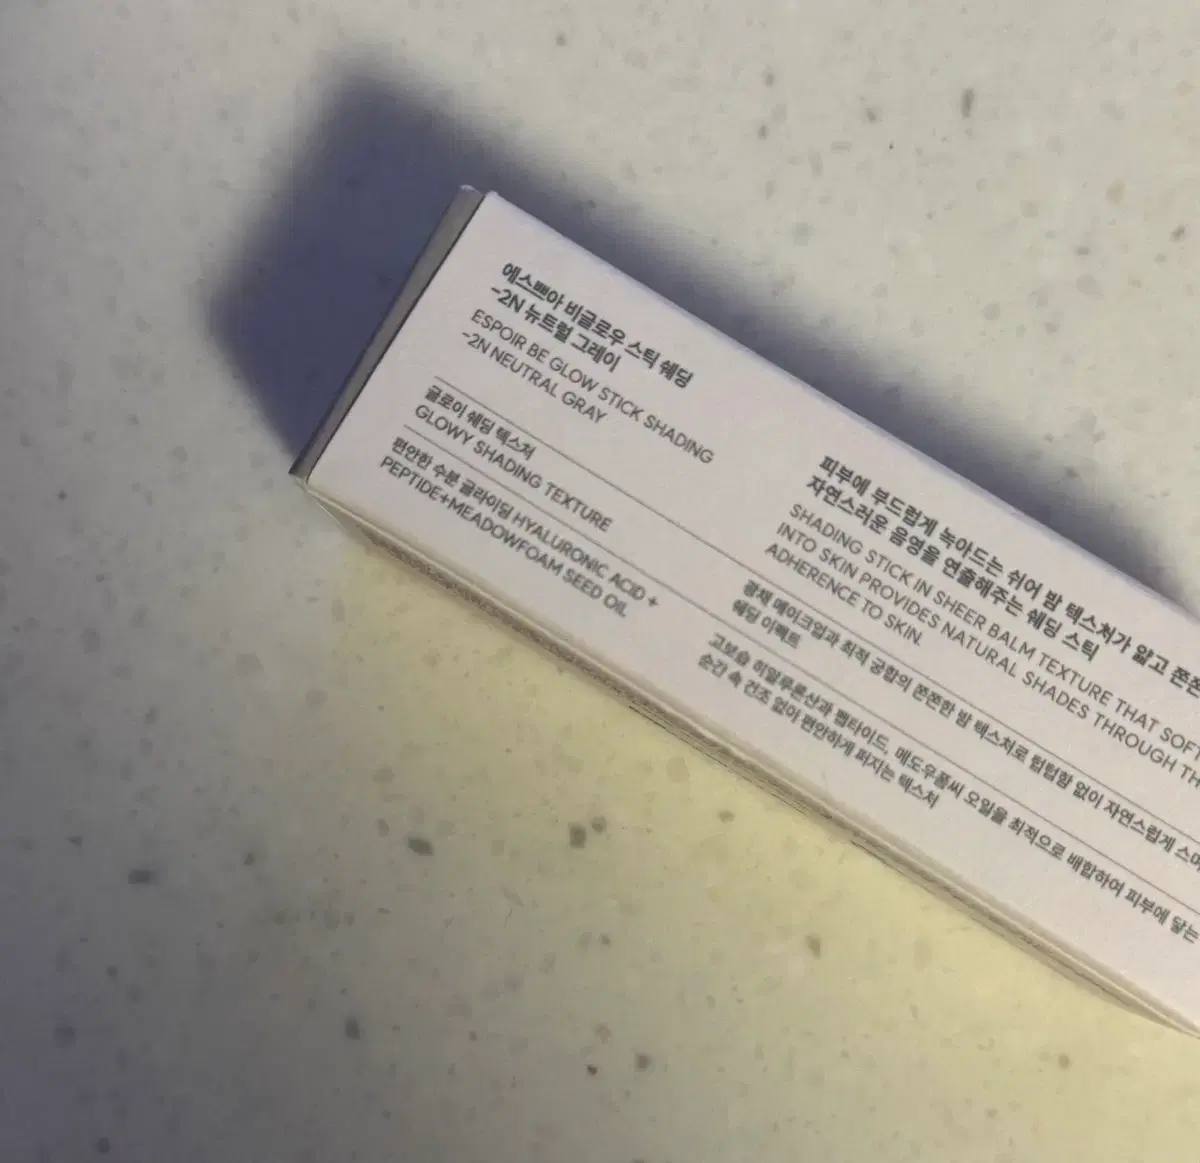 에스쁘아 비글로우 스틱 쉐딩
-2N 뉴트럴 그레이
ESPOIR BE GLOW STICK SHADING
-2N NEUTRAL GRAY
피부에 부드럽게 녹아드는 쉬어 밤 텍스처가 얇고 쫀쫀
자연스러운 음영을 연출해주는 쉐딩 스틱
SHADING STICK IN SHEER BALM TEXTURE THAT SOFT
INTO SKIN PROVIDES NATURAL SHADES THROUGH TH
ADHERENCE TO SKIN.
글로이 쉐딩 텍스처
GLOWY SHADING TEXTURE
광채 메이크업과 최적 궁합의 쫀쫀한 밤 텍스처로 텁텁함 없이 자연스럽게 스며
쉐딩 이펙트
편안한 수분 글라이딩 HYALURONIC ACID +
PEPTIDE+MEADOWFOAM SEED OIL
고보습 히알루론산과 펩타이드, 메도우폼씨 오일을 최적으로 배합하여 피부에 닿는
순간 속 건조 없이 편안하게 퍼지는 텍스처